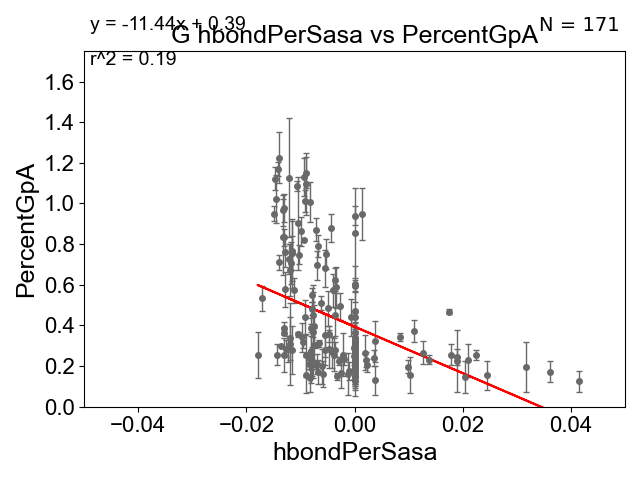 y = -11.44x + 0.39
G hbondPerSasa vs PercentGpA
N = 171
r^2 = 0.19
PercentGpA
1.6
1.4
1.2
1.0
0.8
0.6
0.4
0.2
0.0
−0.04
−0.02
0.00
0.02
0.04
hbondPerSasa